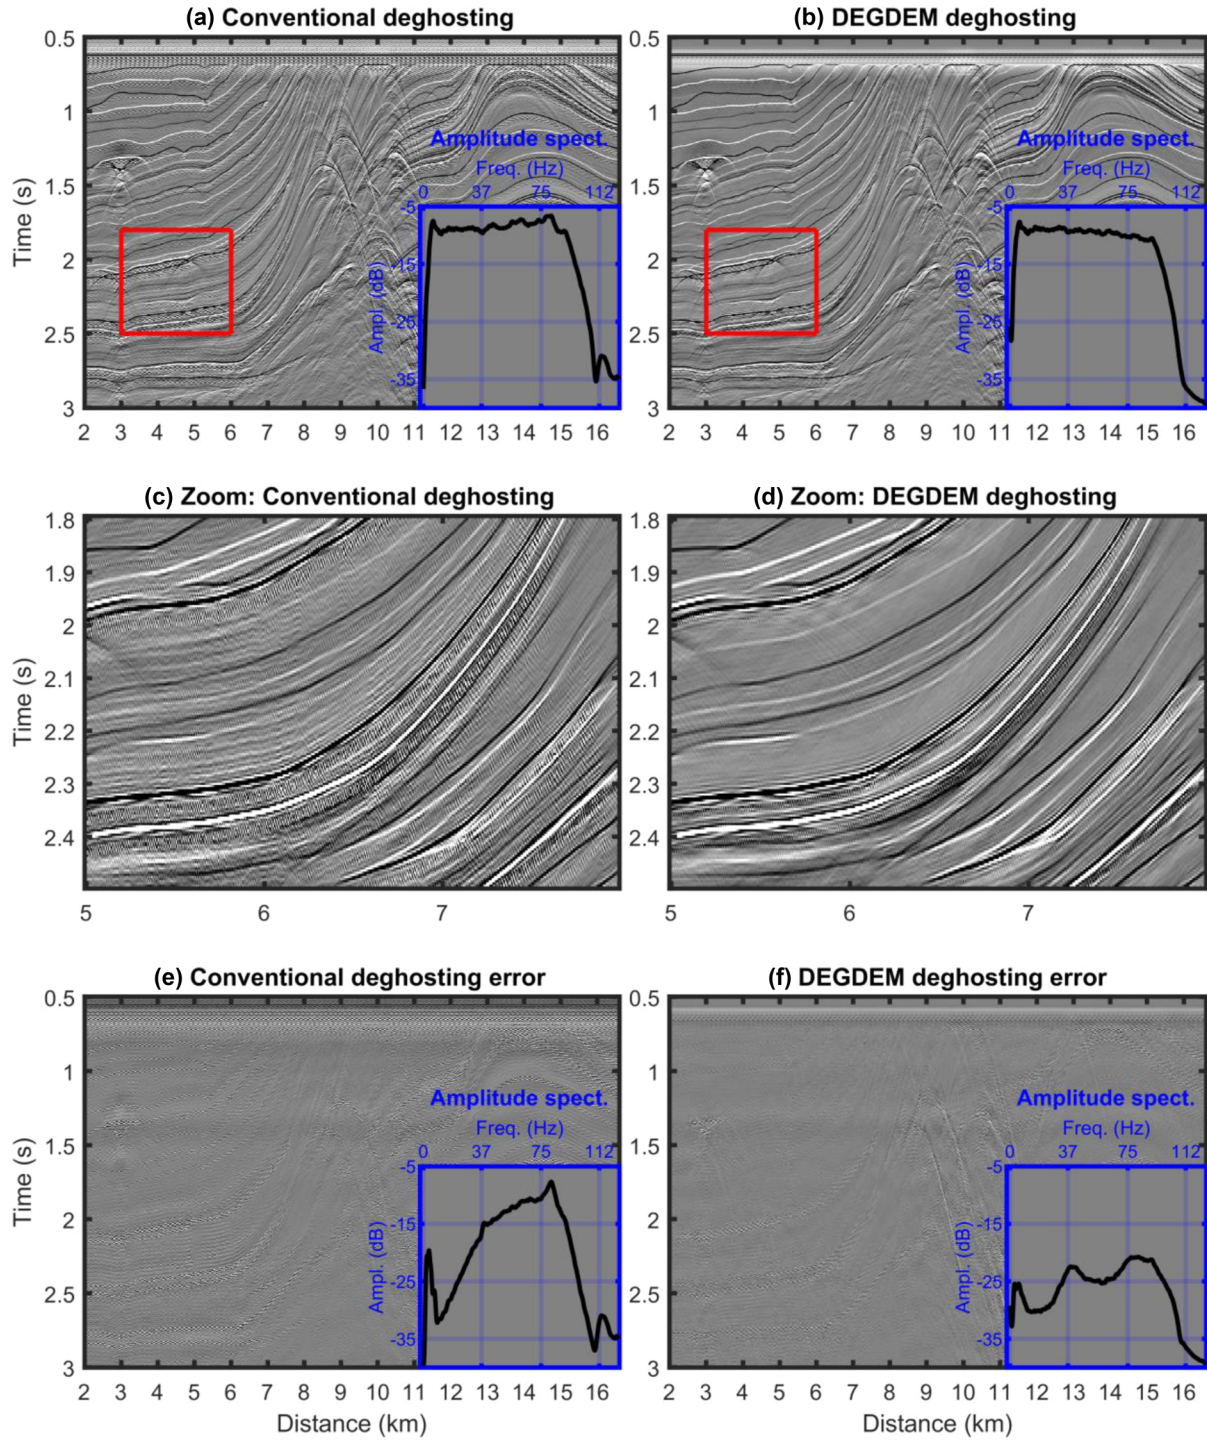 (a) Conventional deghosting
(b) DEGDEM deghosting
0.5
1
1.5
2
2.5
3
Time (s)
2 3 4 5 6 7 8 9 10 11 12 13 14 15 16
Amplitude spect.
Freq. (Hz)
0 37 75 112
-5
-15
-25
-35
Ampl. (dB)
0.5
1
1.5
2
2.5
3
2 3 4 5 6 7 8 9 10 11 12 13 14 15 16
Amplitude spect.
Freq. (Hz)
0 37 75 112
-5
-15
-25
-35
Ampl. (dB)
(c) Zoom: Conventional deghosting
(d) Zoom: DEGDEM deghosting
1.8
1.9
2
2.1
2.2
2.3
2.4
Time (s)
5 6 7
1.8
1.9
2
2.1
2.2
2.3
2.4
5 6 7
(e) Conventional deghosting error
(f) DEGDEM deghosting error
0.5
1
1.5
2
2.5
3
Time (s)
2 3 4 5 6 7 8 9 10 11 12 13 14 15 16
Distance (km)
Amplitude spect.
Freq. (Hz)
0 37 75 112
-5
-15
-25
-35
Ampl. (dB)
0.5
1
1.5
2
2.5
3
2 3 4 5 6 7 8 9 10 11 12 13 14 15 16
Distance (km)
Amplitude spect.
Freq. (Hz)
0 37 75 112
-5
-15
-25
-35
Ampl. (dB)